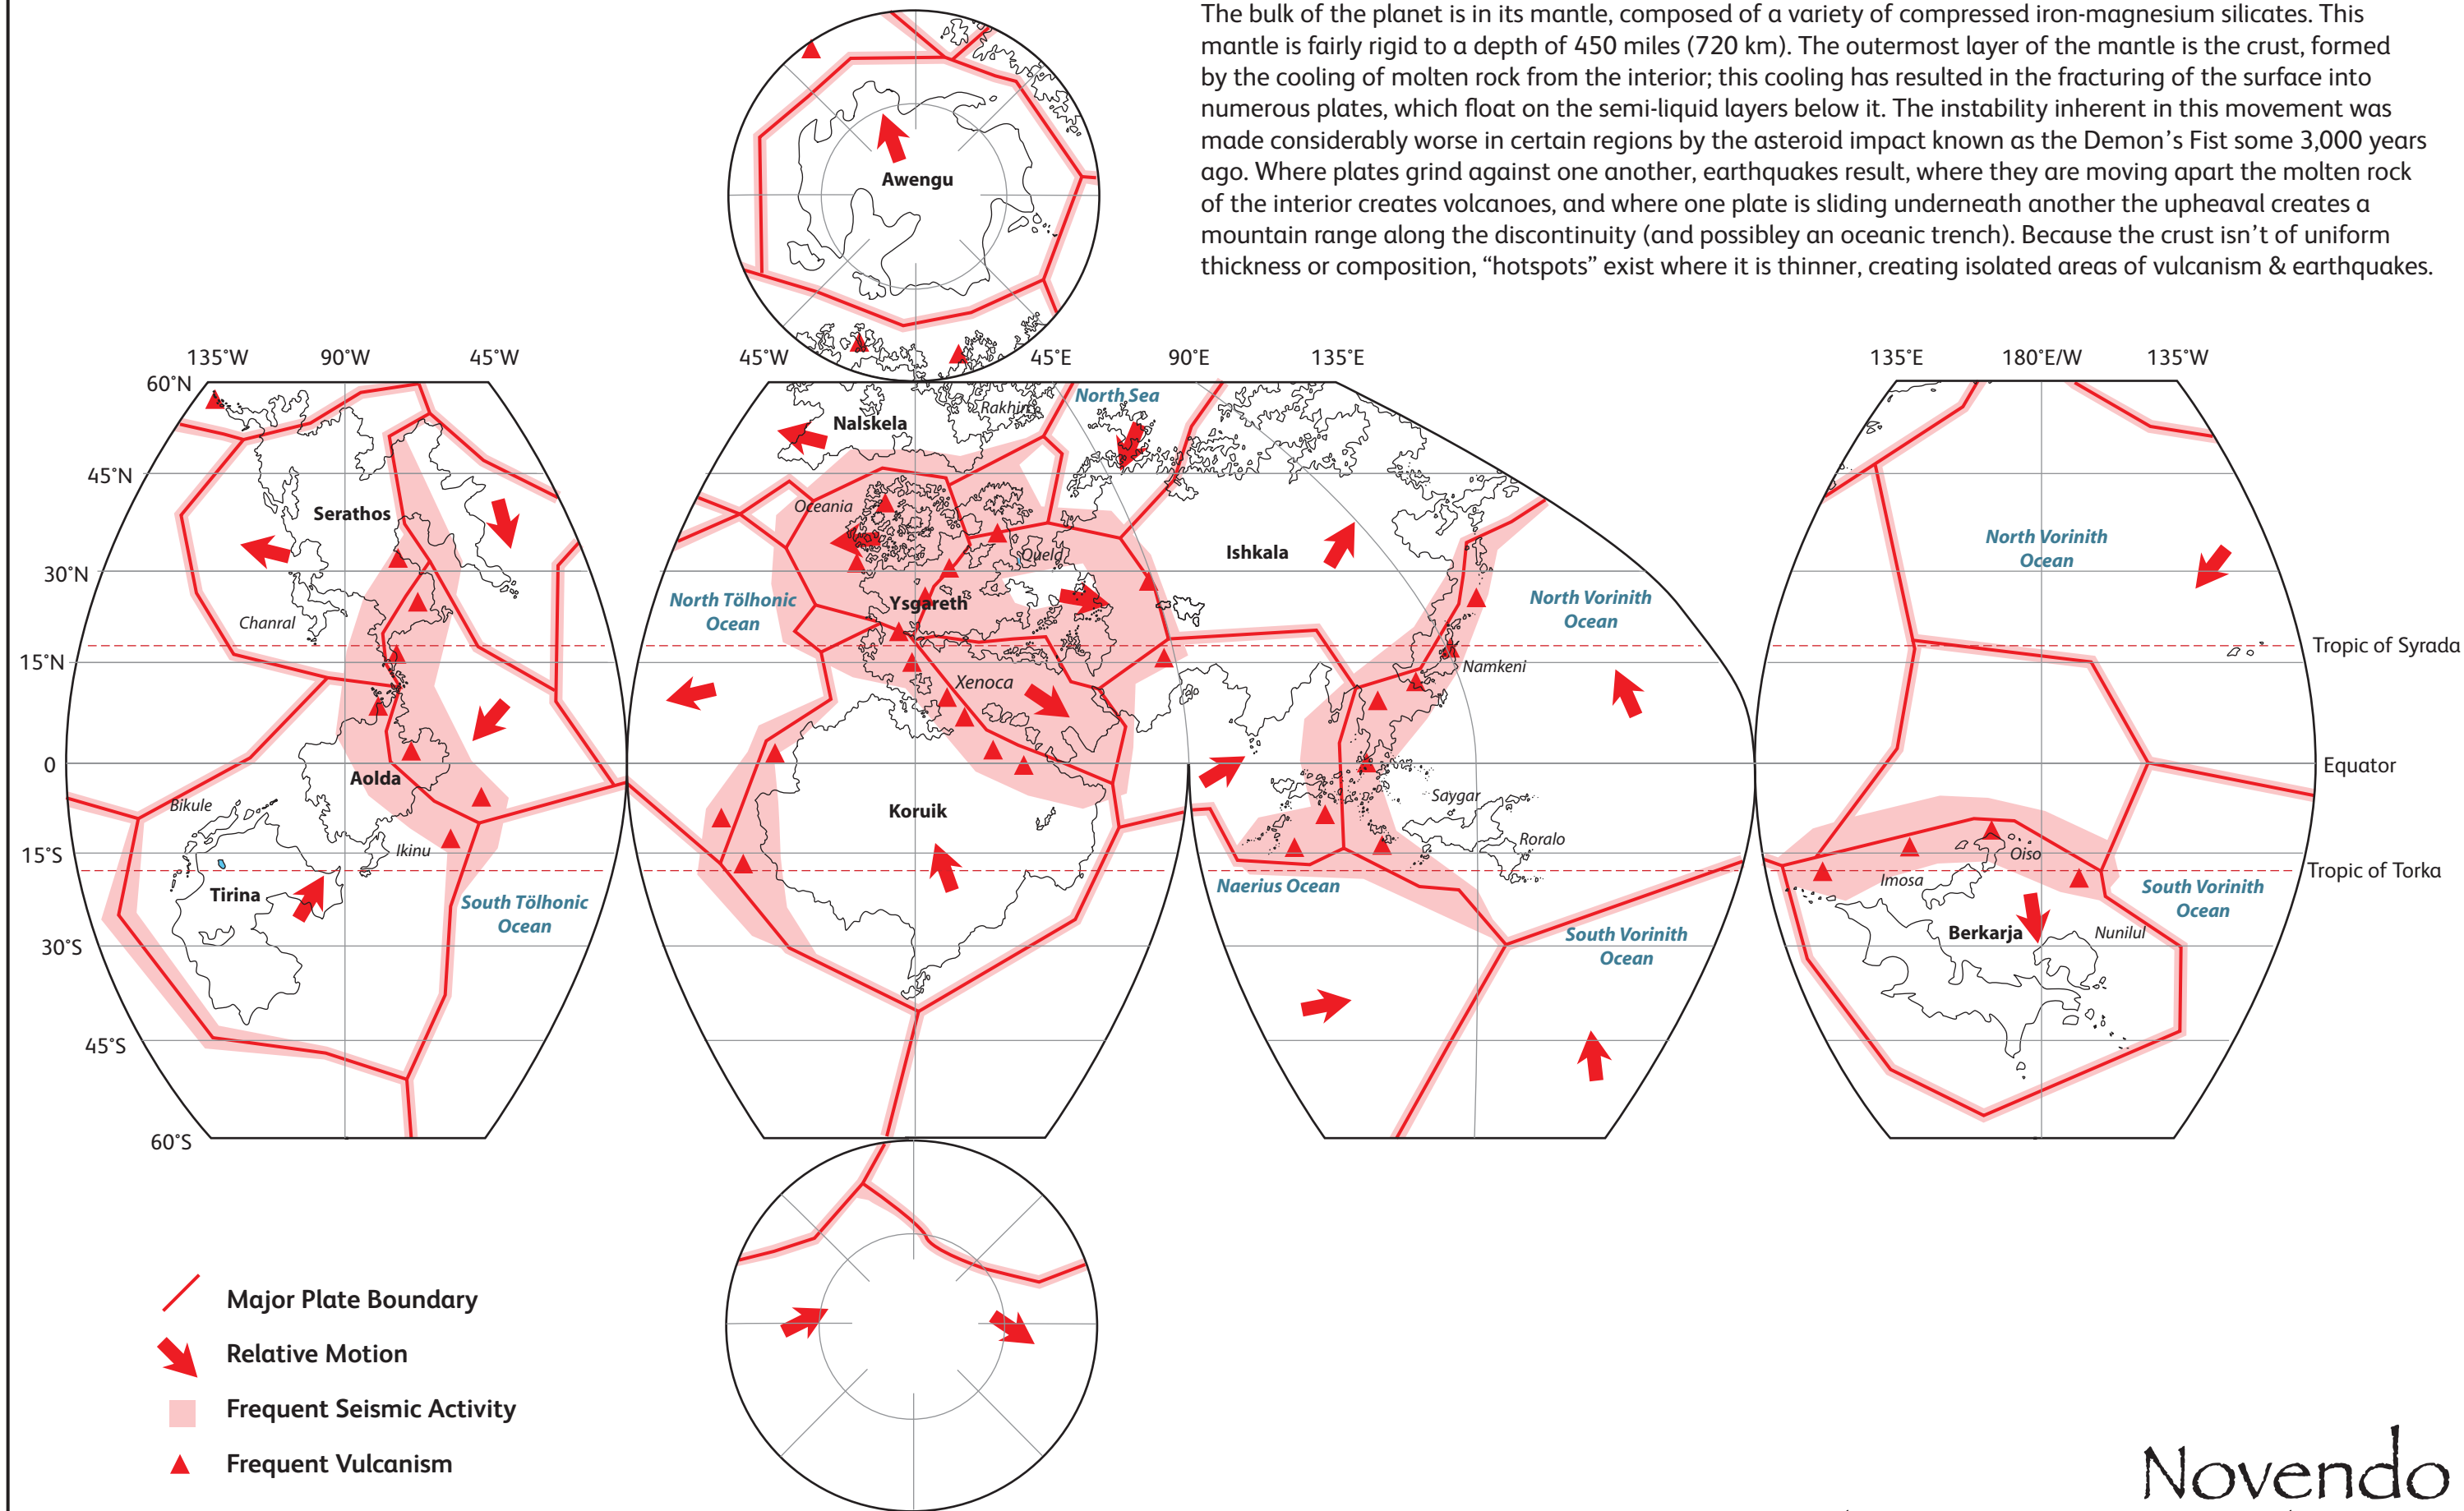 The bulk of the planet is in its mantle, composed of a variety of compressed iron-magnesium silicates. This
mantle is fairly rigid to a depth of 450 miles (720 km). The outermost layer of the mantle is the crust, formed
by the cooling of molten rock from the interior; this cooling has resulted in the fracturing of the surface into
numerous plates, which float on the semi-liquid layers below it. The instability inherent in this movement was
made considerably worse in certain regions by the asteroid impact known as the Demon's Fist some 3,000 years
ago. Where plates grind against one another, earthquakes result, where they are moving apart the molten rock
of the interior creates volcanoes, and where one plate is sliding underneath another the upheaval creates a
mountain range along the discontinuity (and possibley an oceanic trench). Because the crust isn't of uniform
thickness or composition, “hotspots” exist where it is thinner, creating isolated areas of vulcanism & earthquakes.
Awengu
135°W
90°W
45°W
45°W
45°E
90°E
135°E
135°E
180°E/W
135°W
60°N
45°N
30°N
15°N
0
15°S
30°S
45°S
60°S
Serathos
Chanral
Aolda
Bikule
Ikinu
Tirina
South Tölhonic
Ocean
Nalskela
Rakhin
North Sea
Oceania
Queld
Ysgareth
North Tölhonic
Ocean
Xenoca
Koruik
Ishkala
North Vorinith
Ocean
Namkeni
Saygar
Roralo
Naerius Ocean
South Vorinith
Ocean
North Vorinith
Ocean
Oiso
Imosa
Berkarja
Nunilul
South Vorinith
Ocean
Tropic of Syrada
Equator
Tropic of Torka
Major Plate Boundary
Relative Motion
Frequent Seismic Activity
Frequent Vulcanism
Novendo